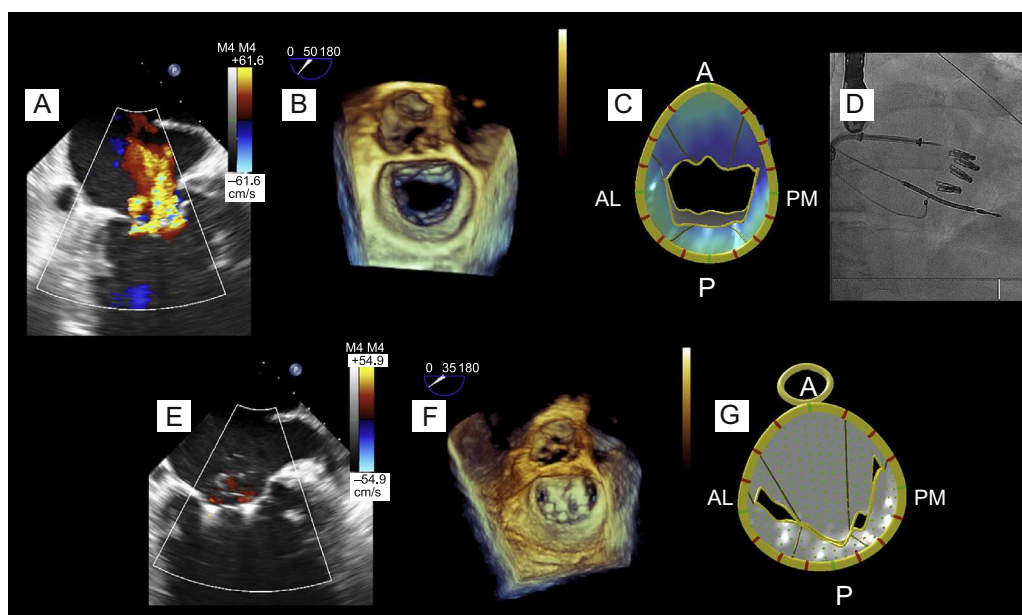 A
M4 M4
+61.6
−61.6
cm/s
P
B
0 50 180
C
A
AL
PM
P
D
E
M4 M4
+54.9
−54.9
cm/s
P
F
0 35 180
G
A
AL
PM
P